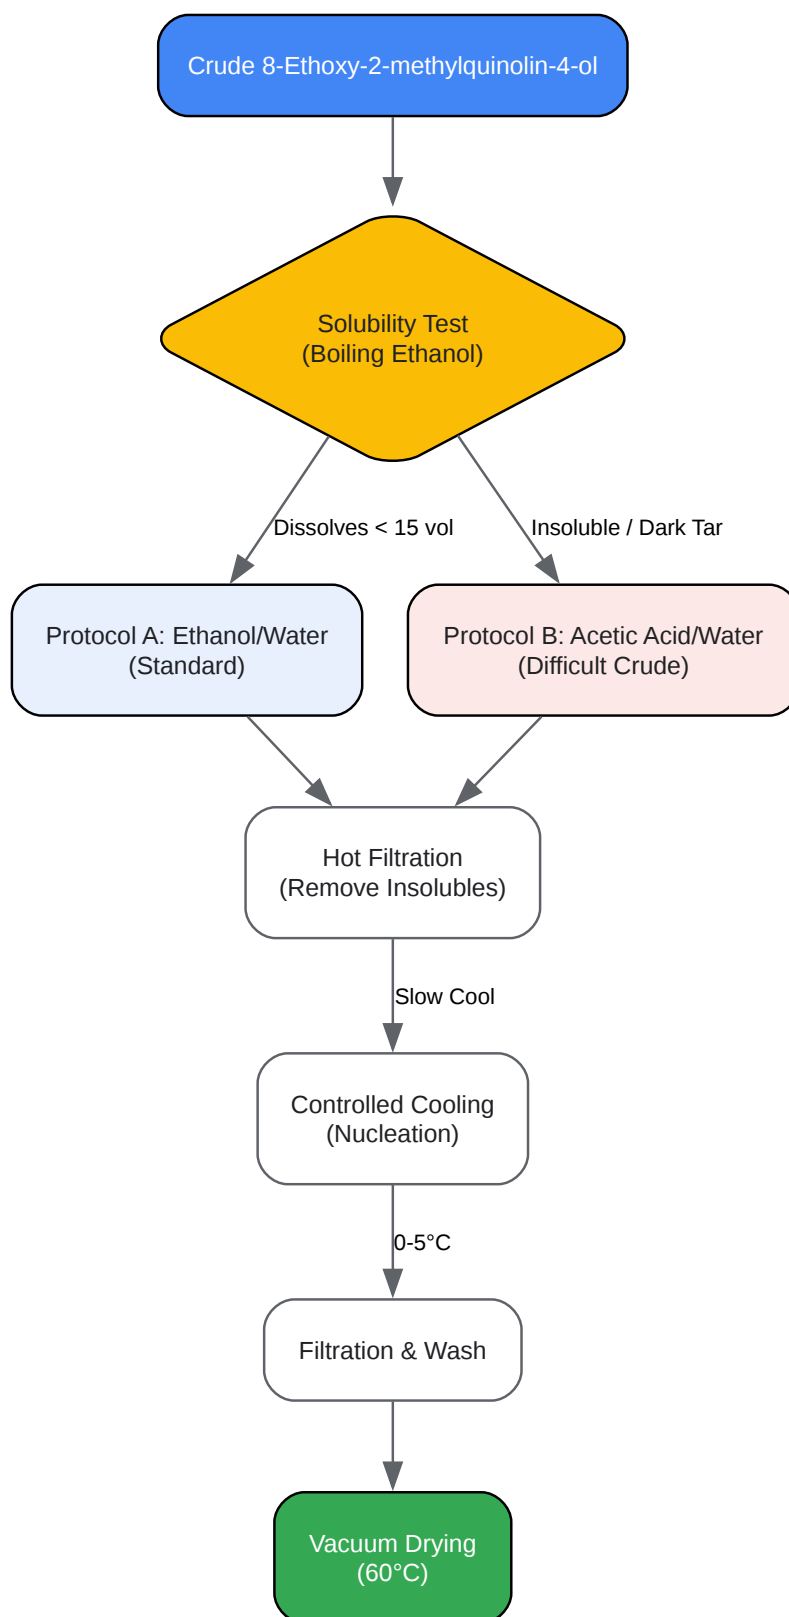 Crude 8-Ethoxy-2-methylquinolin-4-ol
Solubility Test
(Boiling Ethanol)
Dissolves < 15 vol
Insoluble / Dark Tar
Protocol A: Ethanol/Water
(Standard)
Protocol B: Acetic Acid/Water
(Difficult Crude)
Hot Filtration
(Remove Insolubles)
Slow Cool
Controlled Cooling
(Nucleation)
0-5°C
Filtration & Wash
Vacuum Drying
(60°C)